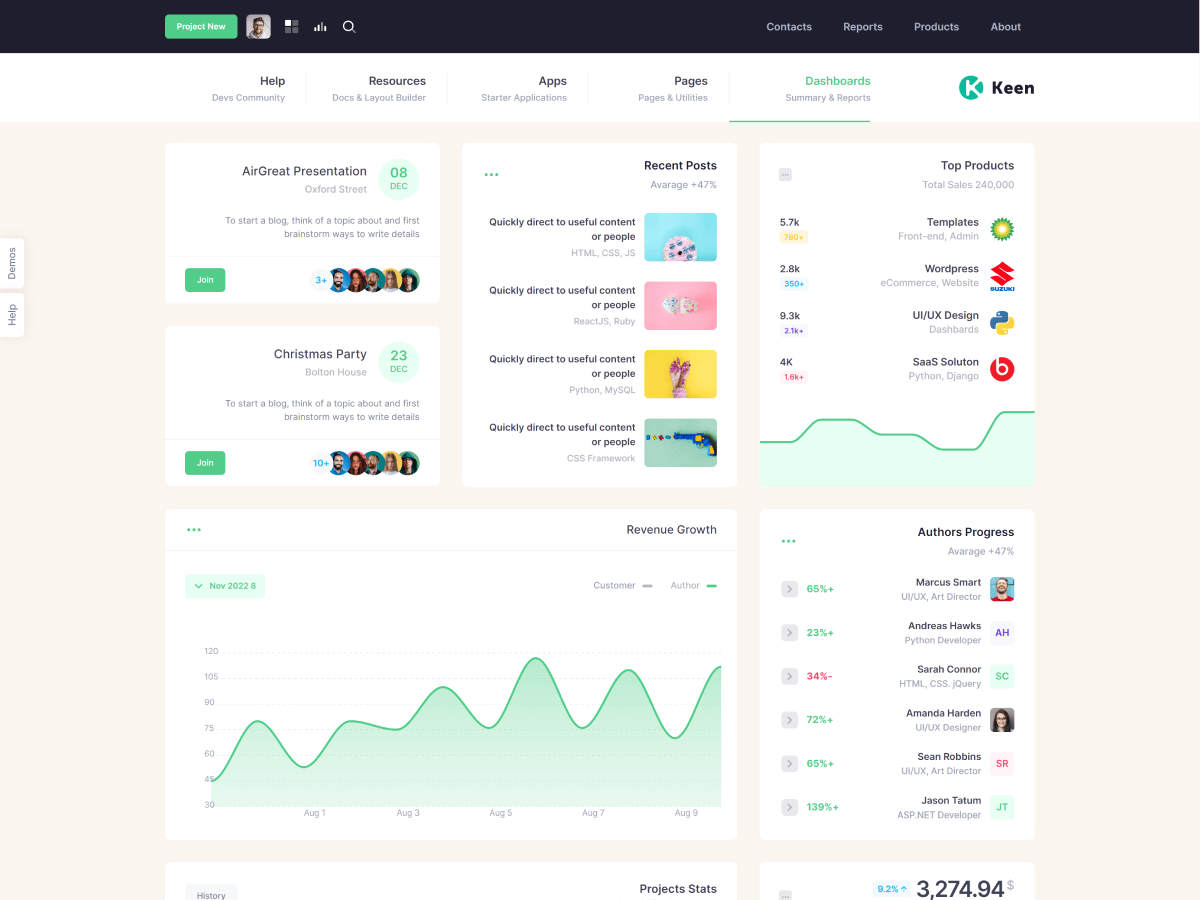 Project New
Contacts
Reports
Products
About
Help
Devs Community
Resources
Docs & Layout Builder
Apps
Starter Applications
Pages
Pages & Utilities
Dashboards
Summary & Reports
Keen
Demos
Help
AirGreat Presentation
Oxford Street
08
DEC
To start a blog, think of a topic about and first
brainstorm ways to write details
Join
3+
Christmas Party
Bolton House
23
DEC
To start a blog, think of a topic about and first
brainstorm ways to write details
Join
10+
Recent Posts
Avarage +47%
Quickly direct to useful content
or people
HTML, CSS, JS
Quickly direct to useful content
or people
ReactJS, Ruby
Quickly direct to useful content
or people
Python, MySQL
Quickly direct to useful content
or people
CSS Framework
Top Products
Total Sales 240,000
5.7k
780+
Templates
Front-end, Admin
2.8k
350+
Wordpress
eCommerce, Website
SUZUKI
9.3k
2.1k+
UI/UX Design
Dashbards
4K
1.6k+
SaaS Soluton
Python, Django
Revenue Growth
Nov 2022 8
Customer
Author
120
105
90
75
60
45
30
Aug 1
Aug 3
Aug 5
Aug 7
Aug 9
Authors Progress
Avarage +47%
65%+
Marcus Smart
UI/UX, Art Director
23%+
Andreas Hawks
Python Developer
AH
34%-
Sarah Connor
HTML, CSS. jQuery
SC
72%+
Amanda Harden
UI/UX Designer
65%+
Sean Robbins
UI/UX, Art Director
SR
139%+
Jason Tatum
ASP.NET Developer
JT
History
Projects Stats
9.2%
3,274.94
$